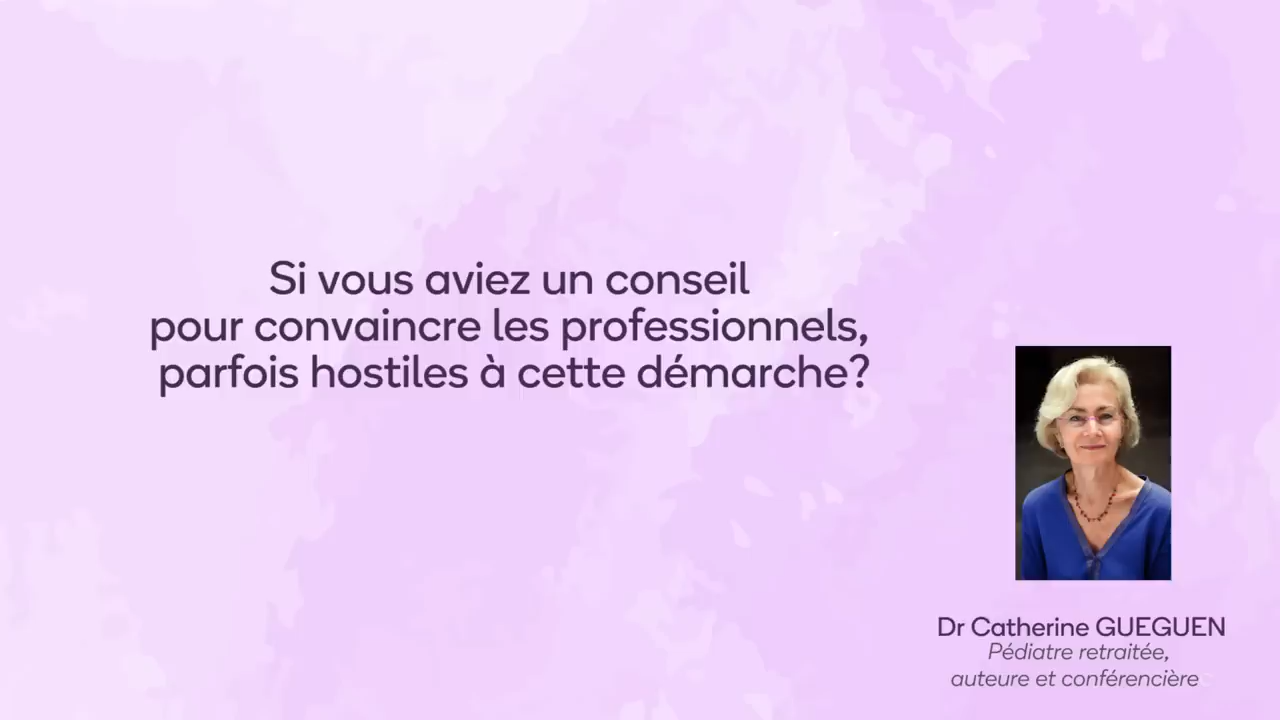 Si vous aviez un conseil
pour convaincre les professionnels,
parfois hostiles à cette démarche?
Dr Catherine GUEGUEN
Pédiatre retraitée,
auteure et conférencière